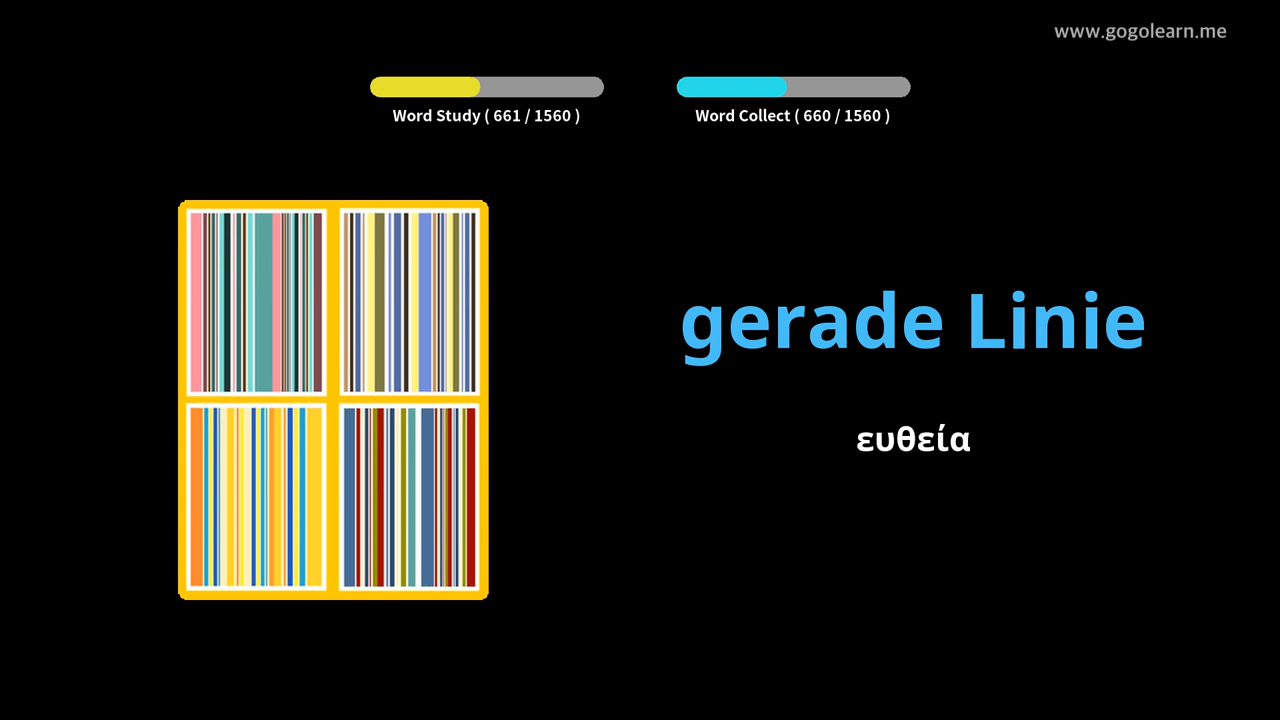 www.gogolearn.me
Word Study ( 661 / 1560 )
Word Collect ( 660 / 1560 )
gerade Linie
ευθεία